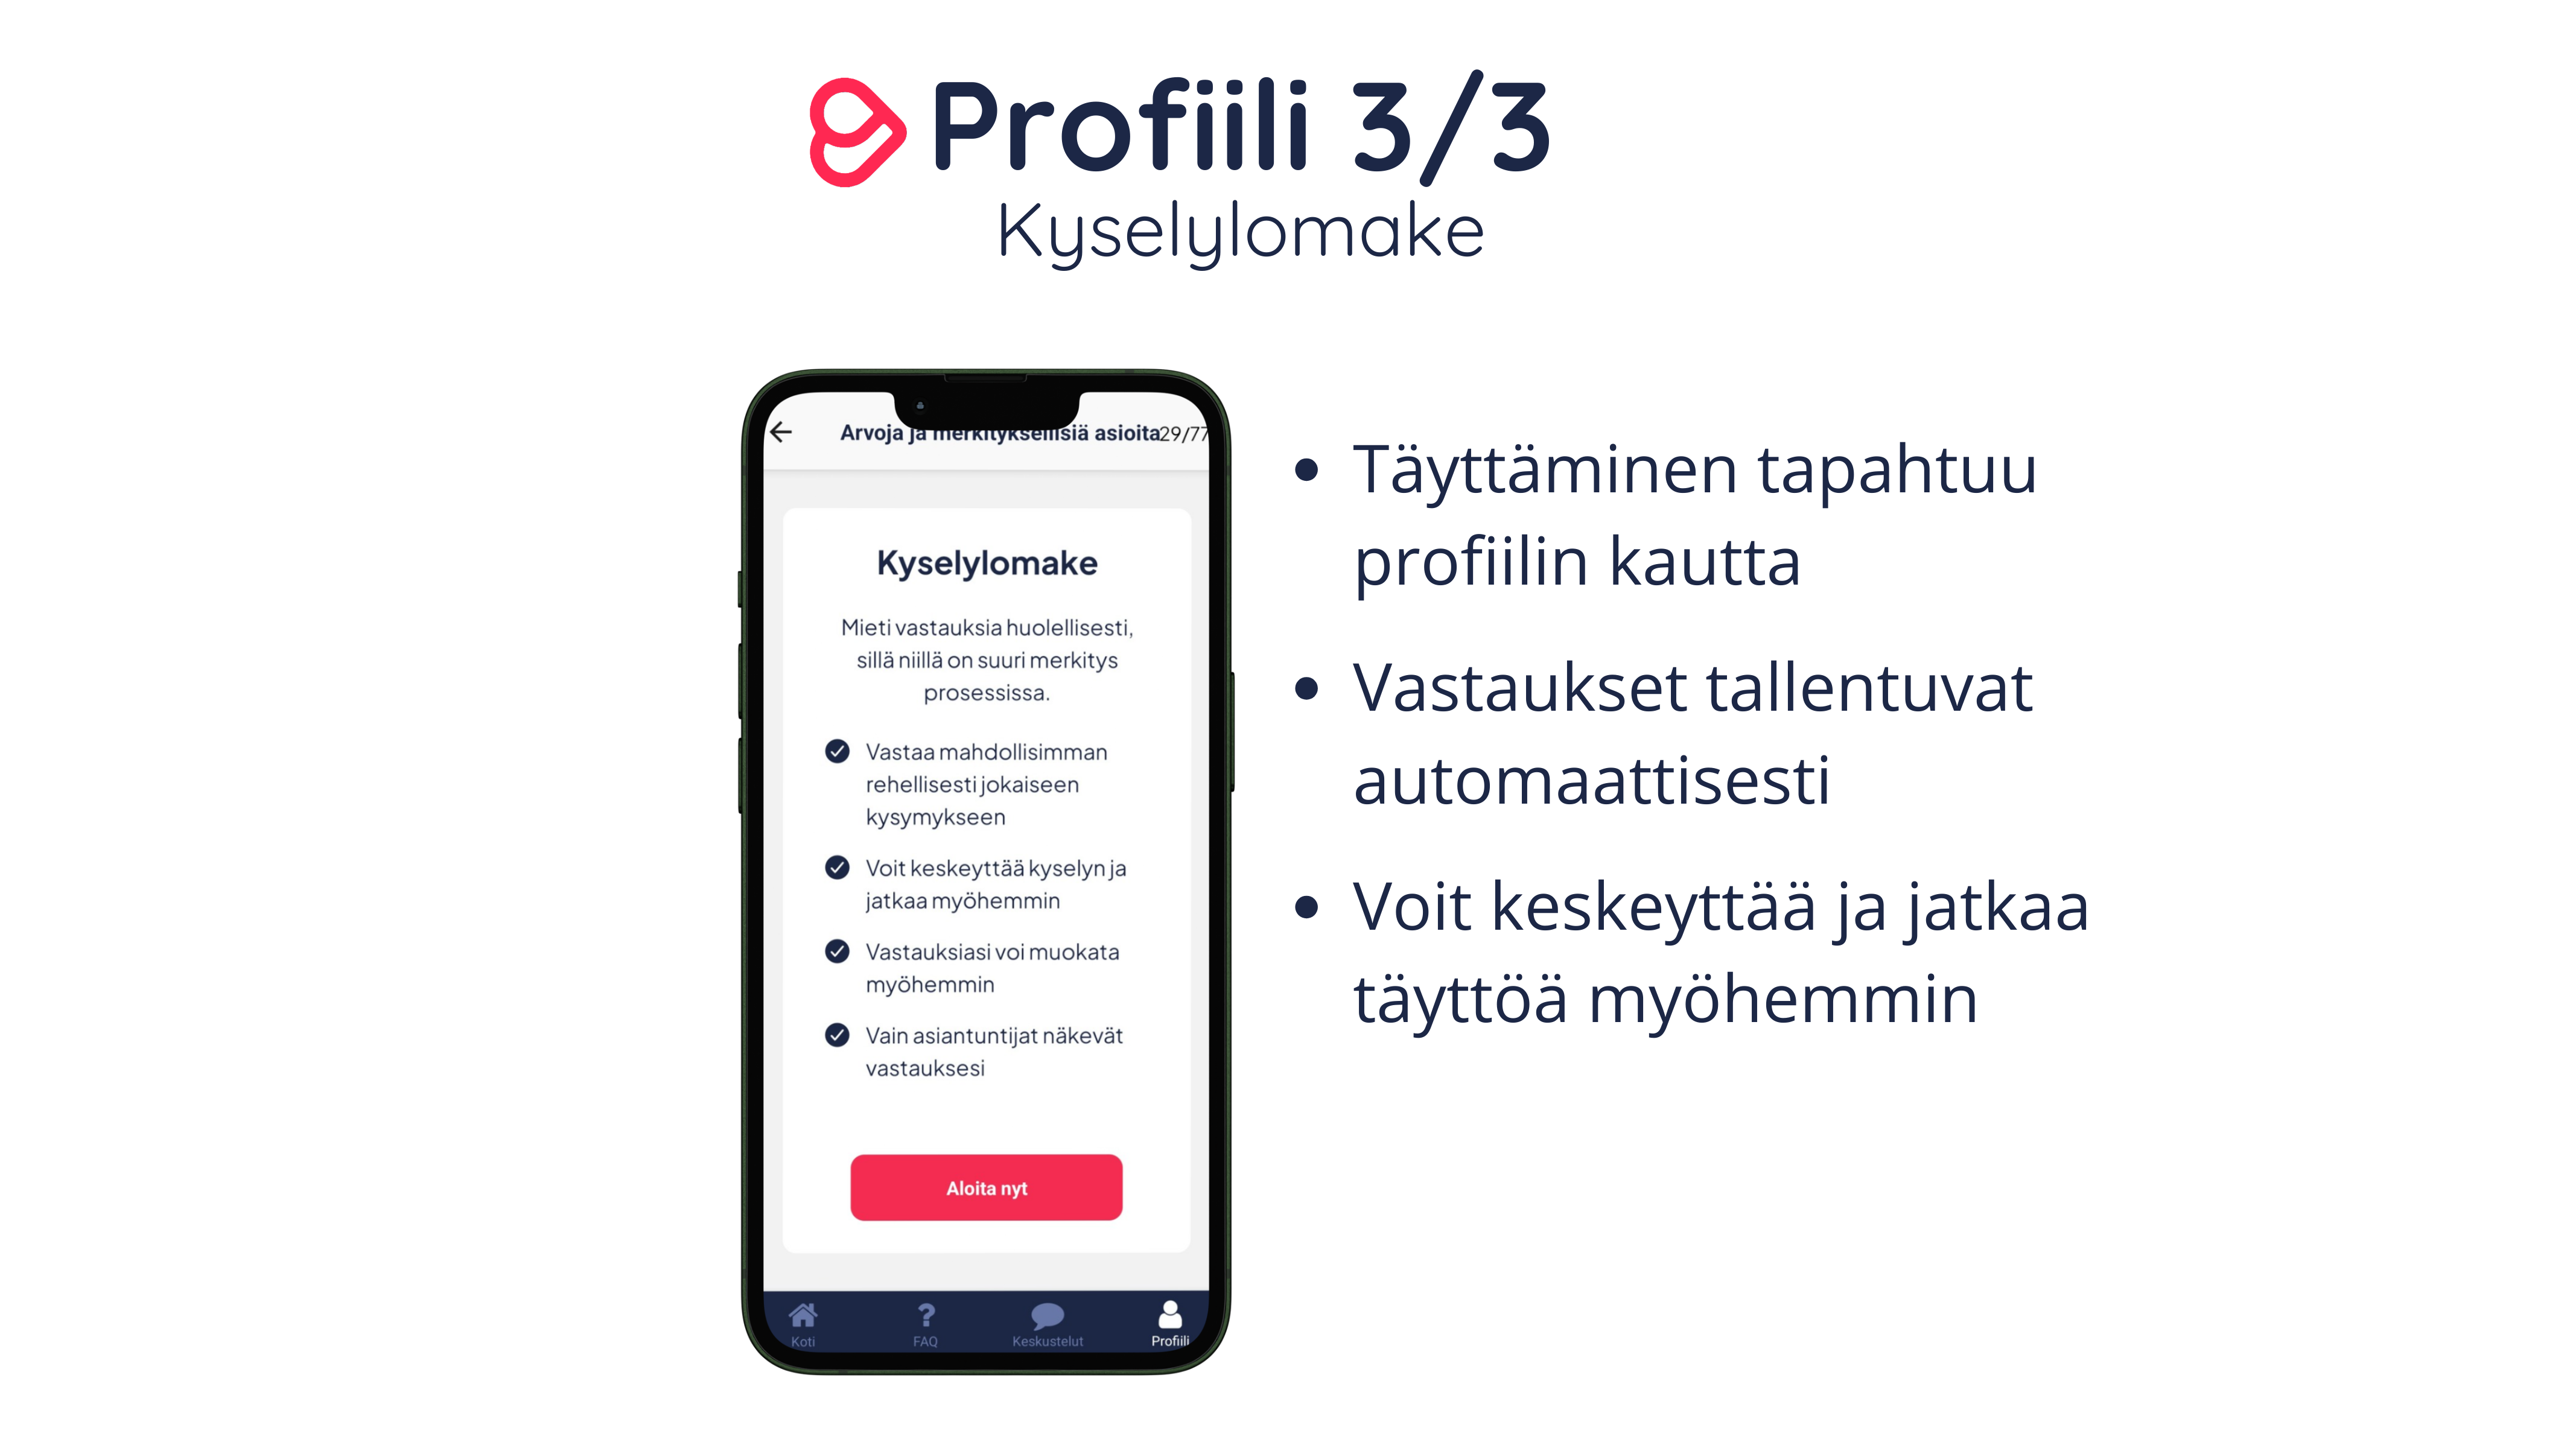 Profiili 3/3
Kyselylomake
Arvoja ja merkityksellisiä asioita 29/77
Kyselylomake
Mieti vastauksia huolellisesti,
sillä niillä on suuri merkitys
prosessissa.
Vastaa mahdollisimman
rehellisesti jokaiseen
kysymykseen
Voit keskeyttää kyselyn ja
jatkaa myöhemmin
Vastauksiasi voi muokata
myöhemmin
Vain asiantuntijat näkevät
vastauksesi
Aloita nyt
Koti
FAQ
Keskustelut
Profiili
• Täyttäminen tapahtuu
profiilin kautta
• Vastaukset tallentuvat
automaattisesti
• Voit keskeyttää ja jatkaa
täyttöä myöhemmin